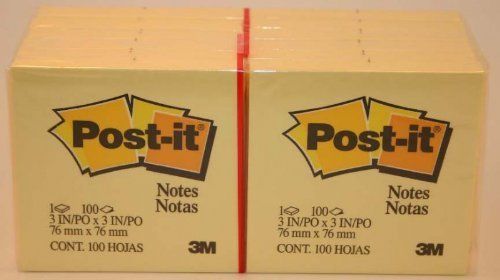 Post-it®
Notes
Notas
1 100
3 IN/PO x 3 IN/PO
76 mm x 76 mm
CONT. 100 HOJAS
3M
Post-it®
Notes
Notas
1 100
3 IN/PO x 3 IN/PO
76 mm x 76 mm
CONT. 100 HOJAS
3M